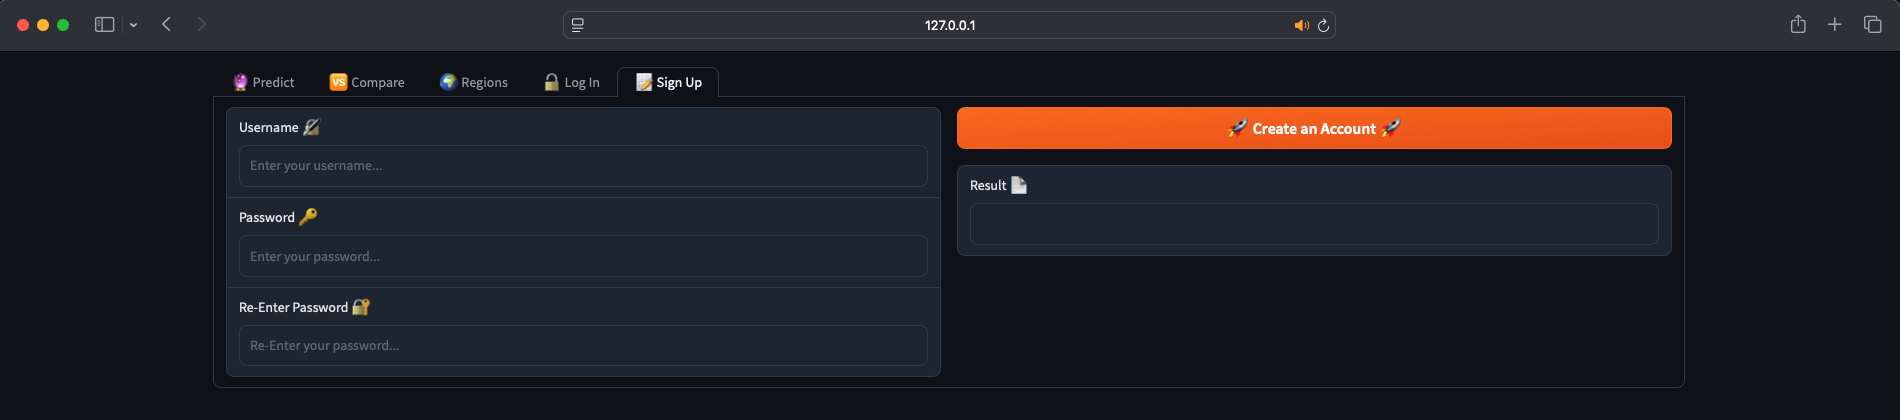 127.0.0.1
Predict Compare Regions Log In Sign Up
Username
Enter your username...
Password
Enter your password...
Re-Enter Password
Re-Enter your password...
Create an Account
Result